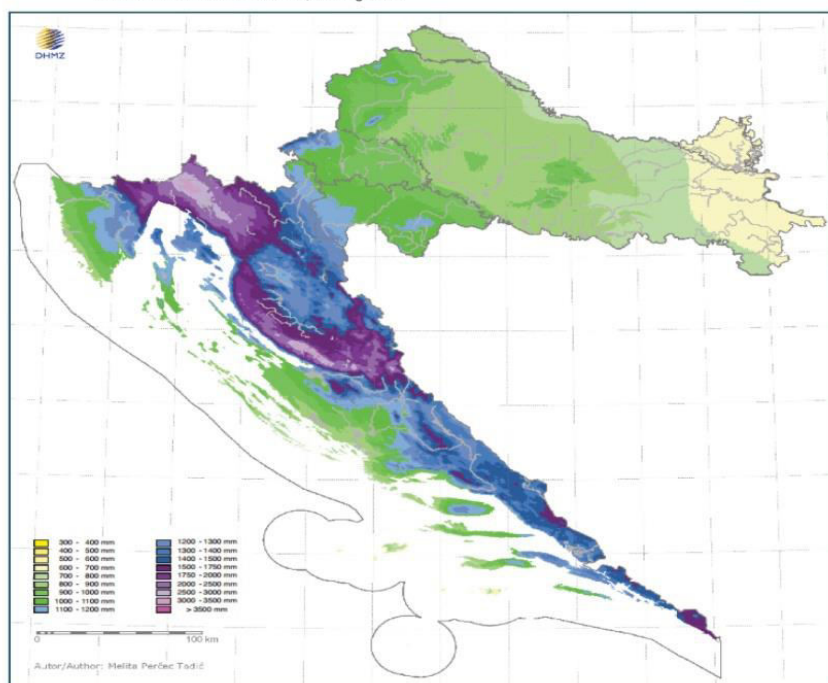 DHMZ
300 - 400 mm
400 - 500 mm
500 - 600 mm
600 - 700 mm
700 - 800 mm
800 - 900 mm
900 - 1000 mm
1000 - 1100 mm
1100 - 1200 mm
1200 - 1300 mm
1300 - 1400 mm
1400 - 1500 mm
1500 - 1750 mm
1750 - 2000 mm
2000 - 2500 mm
2500 - 3000 mm
3000 - 3500 mm
> 3500 mm
0 100 km
Autor/Author: Melita Perčec Tadić